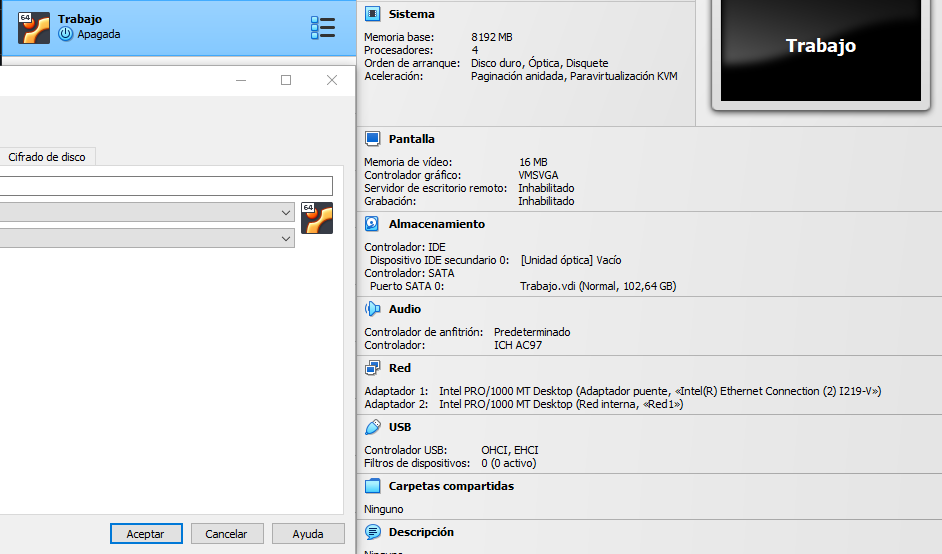 64
Trabajo
Apagada
Cifrado de disco
64
Aceptar
Cancelar
Ayuda
Sistema
Memoria base: 8192 MB
Procesadores: 4
Orden de arranque: Disco duro, Óptica, Disquete
Aceleración: Paginación anidada, Paravirtualización KVM
Trabajo
Pantalla
Memoria de vídeo: 16 MB
Controlador gráfico: VMSVGA
Servidor de escritorio remoto: Inhabilitado
Grabación: Inhabilitado
Almacenamiento
Controlador: IDE
Dispositivo IDE secundario 0: [Unidad óptica] Vacío
Controlador: SATA
Puerto SATA 0: Trabajo.vdi (Normal, 102,64 GB)
Audio
Controlador de anfitrión: Predeterminado
Controlador: ICH AC97
Red
Adaptador 1: Intel PRO/1000 MT Desktop (Adaptador puente, «Intel(R) Ethernet Connection (2) I219-V»)
Adaptador 2: Intel PRO/1000 MT Desktop (Red interna, «Red1»)
USB
Controlador USB: OHCI, EHCI
Filtros de dispositivos: 0 (0 activo)
Carpetas compartidas
Ninguno
Descripción